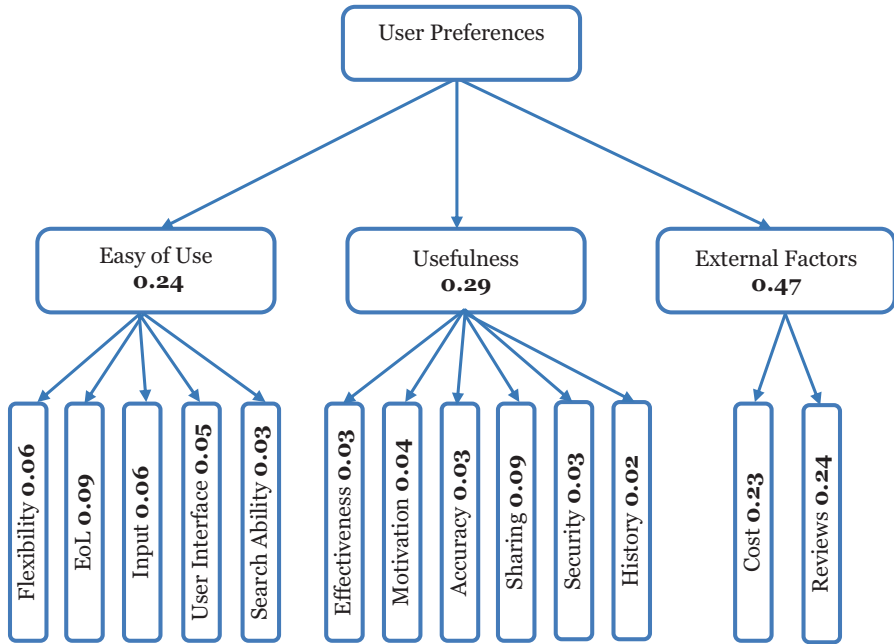 User Preferences
Easy of Use
0.24
Usefulness
0.29
External Factors
0.47
Flexibility 0.06
EoL 0.09
Input 0.06
User Interface 0.05
Search Ability 0.03
Effectiveness 0.03
Motivation 0.04
Accuracy 0.03
Sharing 0.09
Security 0.03
History 0.02
Cost 0.23
Reviews 0.24